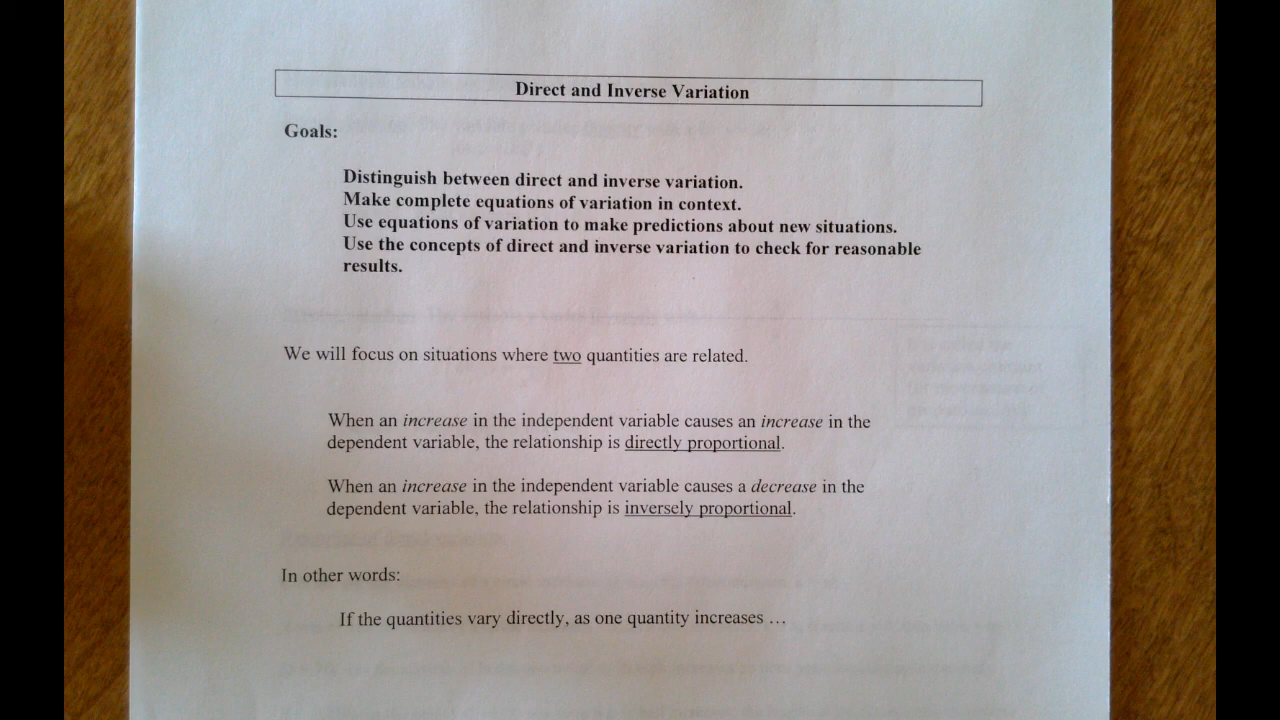 Direct and Inverse Variation
Goals:
Distinguish between direct and inverse variation.
Make complete equations of variation in context.
Use equations of variation to make predictions about new situations.
Use the concepts of direct and inverse variation to check for reasonable
results.
We will focus on situations where two quantities are related.
When an increase in the independent variable causes an increase in the
dependent variable, the relationship is directly proportional.
When an increase in the independent variable causes a decrease in the
dependent variable, the relationship is inversely proportional.
In other words:
If the quantities vary directly, as one quantity increases …